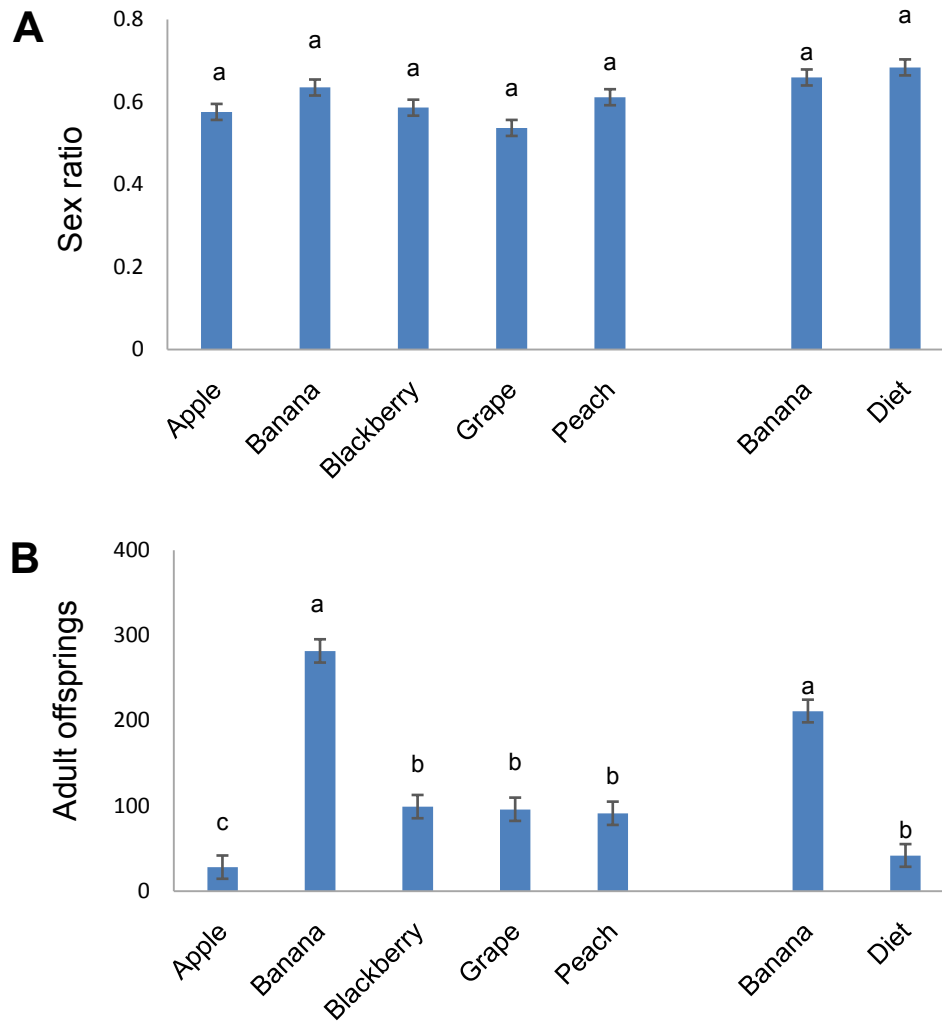 A
Sex ratio
0.8
0.6
0.4
0.2
0
a
a
a
a
a
a
a
Apple
Banana
Blackberry
Grape
Peach
Banana
Diet
B
Adult offsprings
400
300
200
100
0
c
a
b
b
b
a
b
Apple
Banana
Blackberry
Grape
Peach
Banana
Diet